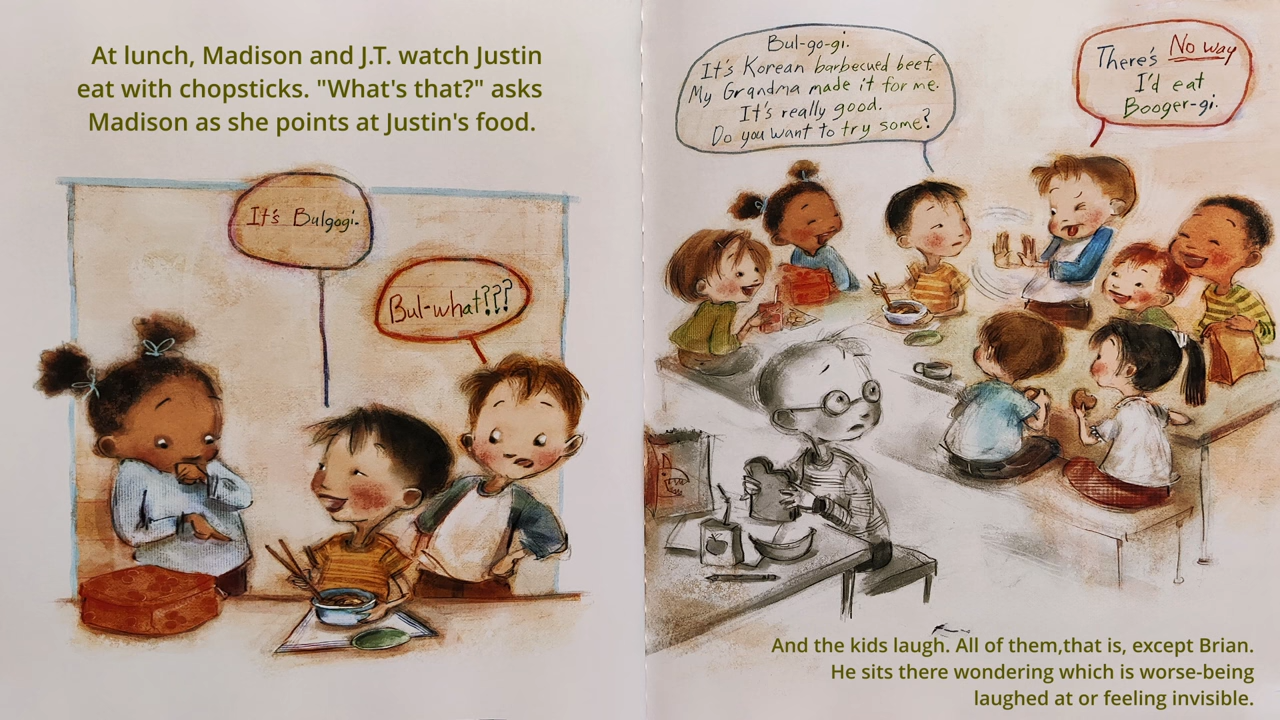 At lunch, Madison and J.T. watch Justin
eat with chopsticks. "What's that?" asks
Madison as she points at Justin's food.
It's Bulgogi.
Bul-what???
Bul-go-gi.
It's Korean barbecued beef.
My Grandma made it for me.
It's really good.
Do you want to try some?
There's No way
I'd eat
Booger-gi.
And the kids laugh. All of them,that is, except Brian.
He sits there wondering which is worse-being
laughed at or feeling invisible.